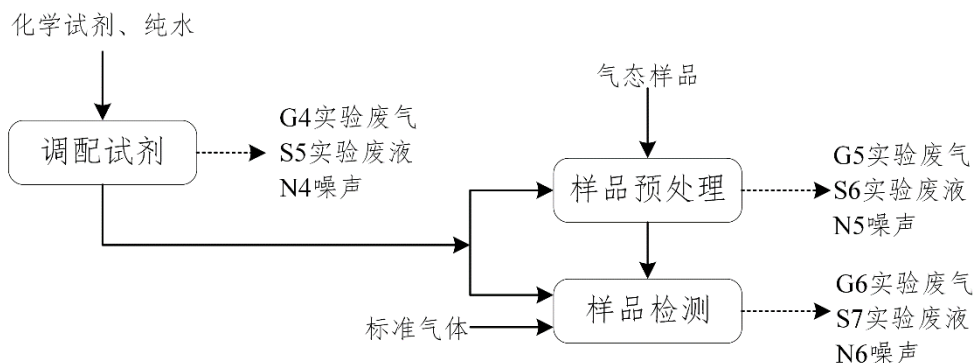 化学试剂、纯水
调配试剂
G4实验废气
S5实验废液
N4噪声
气态样品
样品预处理
G5实验废气
S6实验废液
N5噪声
标准气体
样品检测
G6实验废气
S7实验废液
N6噪声